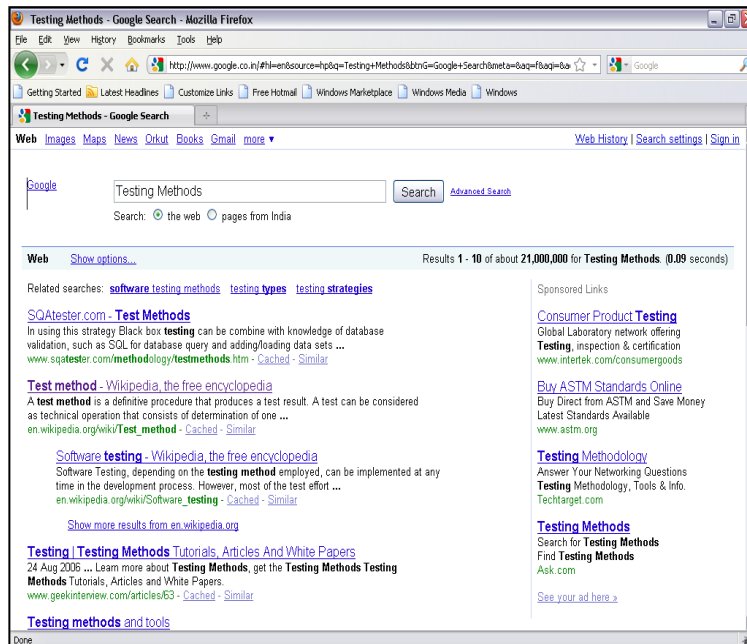 Testing Methods - Google Search - Mozilla Firefox
File Edit View History Bookmarks Tools Help
http://www.google.co.in/#hl=en&source=hp&q=Testing+Methods&btnG=Google+Search&meta=&aq=f&aqi=&a
Google
Getting Started Latest Headlines Customize Links Free Hotmail Windows Marketplace Windows Media Windows
Testing Methods - Google Search
Web Images Maps News Orkut Books Gmail more ▼
Web History | Search settings | Sign in
Google
Testing Methods
Search
Advanced Search
Search: the web pages from India
Web Show options...
Results 1 - 10 of about 21,000,000 for Testing Methods. (0.09 seconds)
Related searches: software testing methods testing types testing strategies
SQAtester.com - Test Methods
In using this strategy Black box testing can be combine with knowledge of database
validation, such as SQL for database query and adding/loading data sets ...
www.sqatester.com/methodology/testmethods.htm - Cached - Similar
Test method - Wikipedia, the free encyclopedia
A test method is a definitive procedure that produces a test result. A test can be considered
as technical operation that consists of determination of one ...
en.wikipedia.org/wiki/Test_method - Cached - Similar
Software testing - Wikipedia, the free encyclopedia
Software Testing, depending on the testing method employed, can be implemented at any
time in the development process. However, most of the test effort ...
en.wikipedia.org/wiki/Software_testing - Cached - Similar
Show more results from en.wikipedia.org
Testing | Testing Methods Tutorials, Articles And White Papers
24 Aug 2006 ... Learn more about Testing Methods, get the Testing Methods Testing
Methods Tutorials, Articles and White Papers.
www.geekinterview.com/articles/63 - Cached - Similar
Testing methods and tools
Sponsored Links
Consumer Product Testing
Global Laboratory network offering
Testing, inspection & certification
www.intertek.com/consumergoods
Buy ASTM Standards Online
Buy Direct from ASTM and Save Money
Latest Standards Available
www.astm.org
Testing Methodology
Answer Your Networking Questions
Testing Methodology, Tools & Info.
Techtarget.com
Testing Methods
Search for Testing Methods
Find Testing Methods
Ask.com
See your ad here »
Done